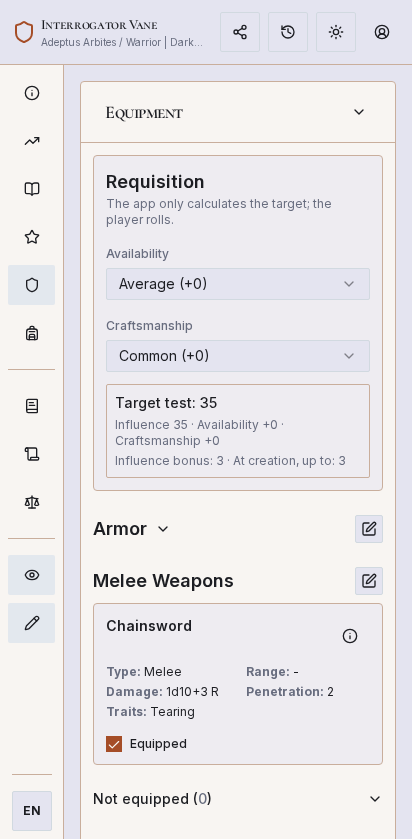 Interrogator Vane
Adeptus Arbites / Warrior | Dark...
Equipment
Requisition
The app only calculates the target; the
player rolls.
Availability
Average (+0)
Craftsmanship
Common (+0)
Target test: 35
Influence 35 · Availability +0 ·
Craftsmanship +0
Influence bonus: 3 · At creation, up to: 3
Armor
Melee Weapons
Chainsword
Type: Melee Range: -
Damage: 1d10+3 R Penetration: 2
Traits: Tearing
Equipped
Not equipped (0)
EN